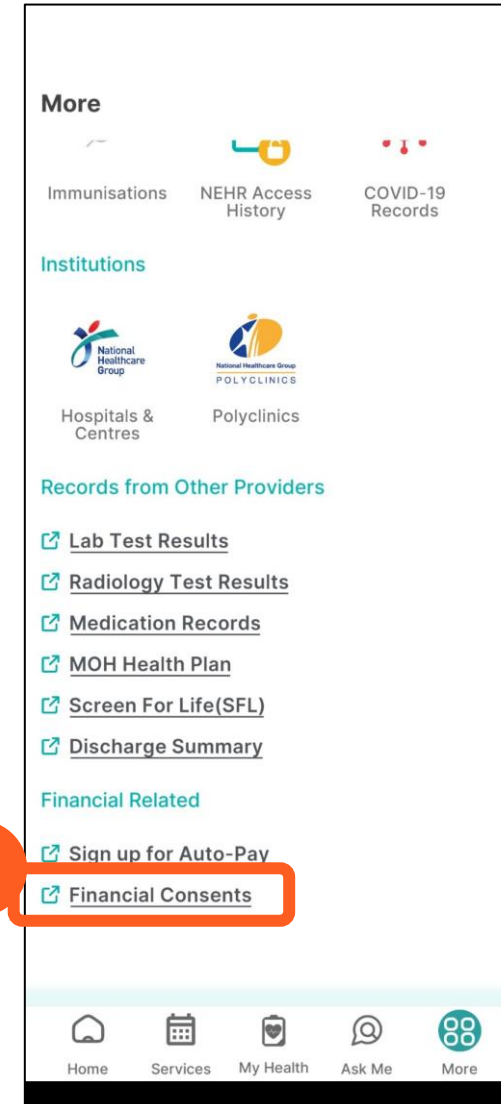 More
Immunisations
NEHR Access
History
COVID-19
Records
Institutions
National
Healthcare
Group
National Healthcare Group
POLYCLINICS
Hospitals &
Centres
Polyclinics
Records from Other Providers
Lab Test Results
Radiology Test Results
Medication Records
MOH Health Plan
Screen For Life(SFL)
Discharge Summary
Financial Related
Sign up for Auto-Pay
Financial Consents
Home Services My Health Ask Me More